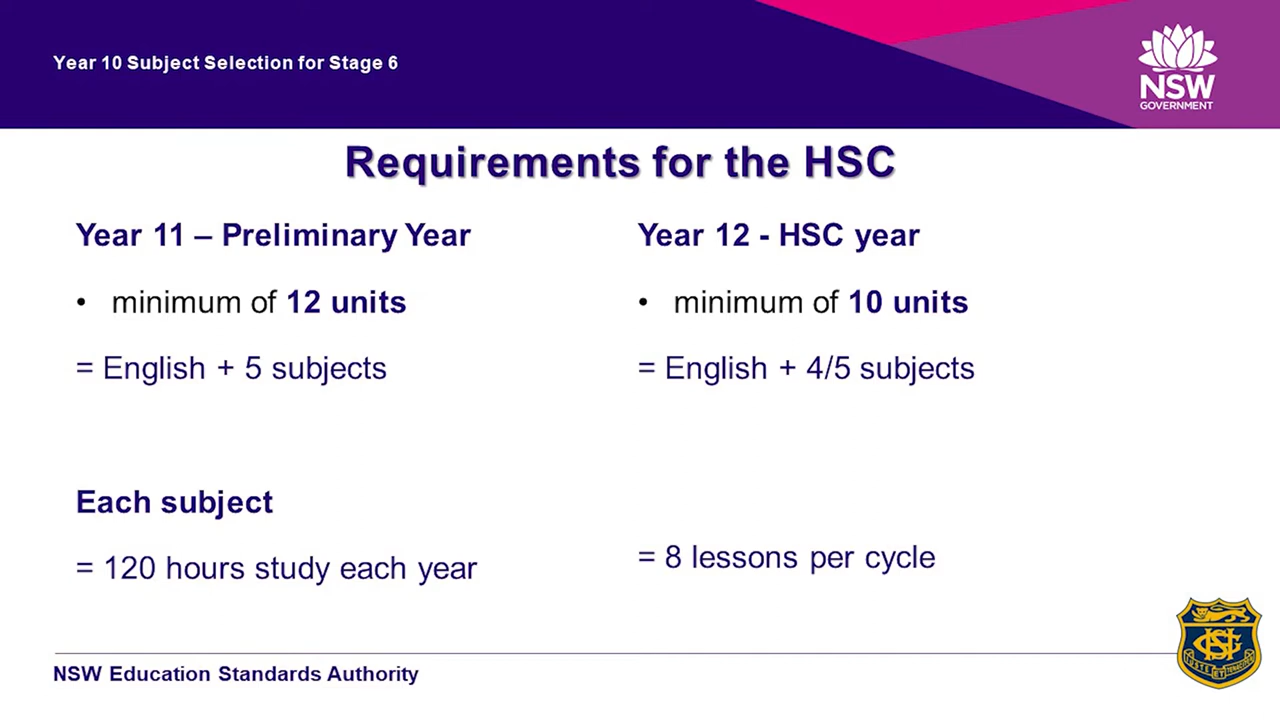 Year 10 Subject Selection for Stage 6
NSW
GOVERNMENT
Requirements for the HSC
Year 11 – Preliminary Year
• minimum of 12 units
= English + 5 subjects
Year 12 - HSC year
• minimum of 10 units
= English + 4/5 subjects
Each subject
= 120 hours study each year
= 8 lessons per cycle
NSW Education Standards Authority
ET